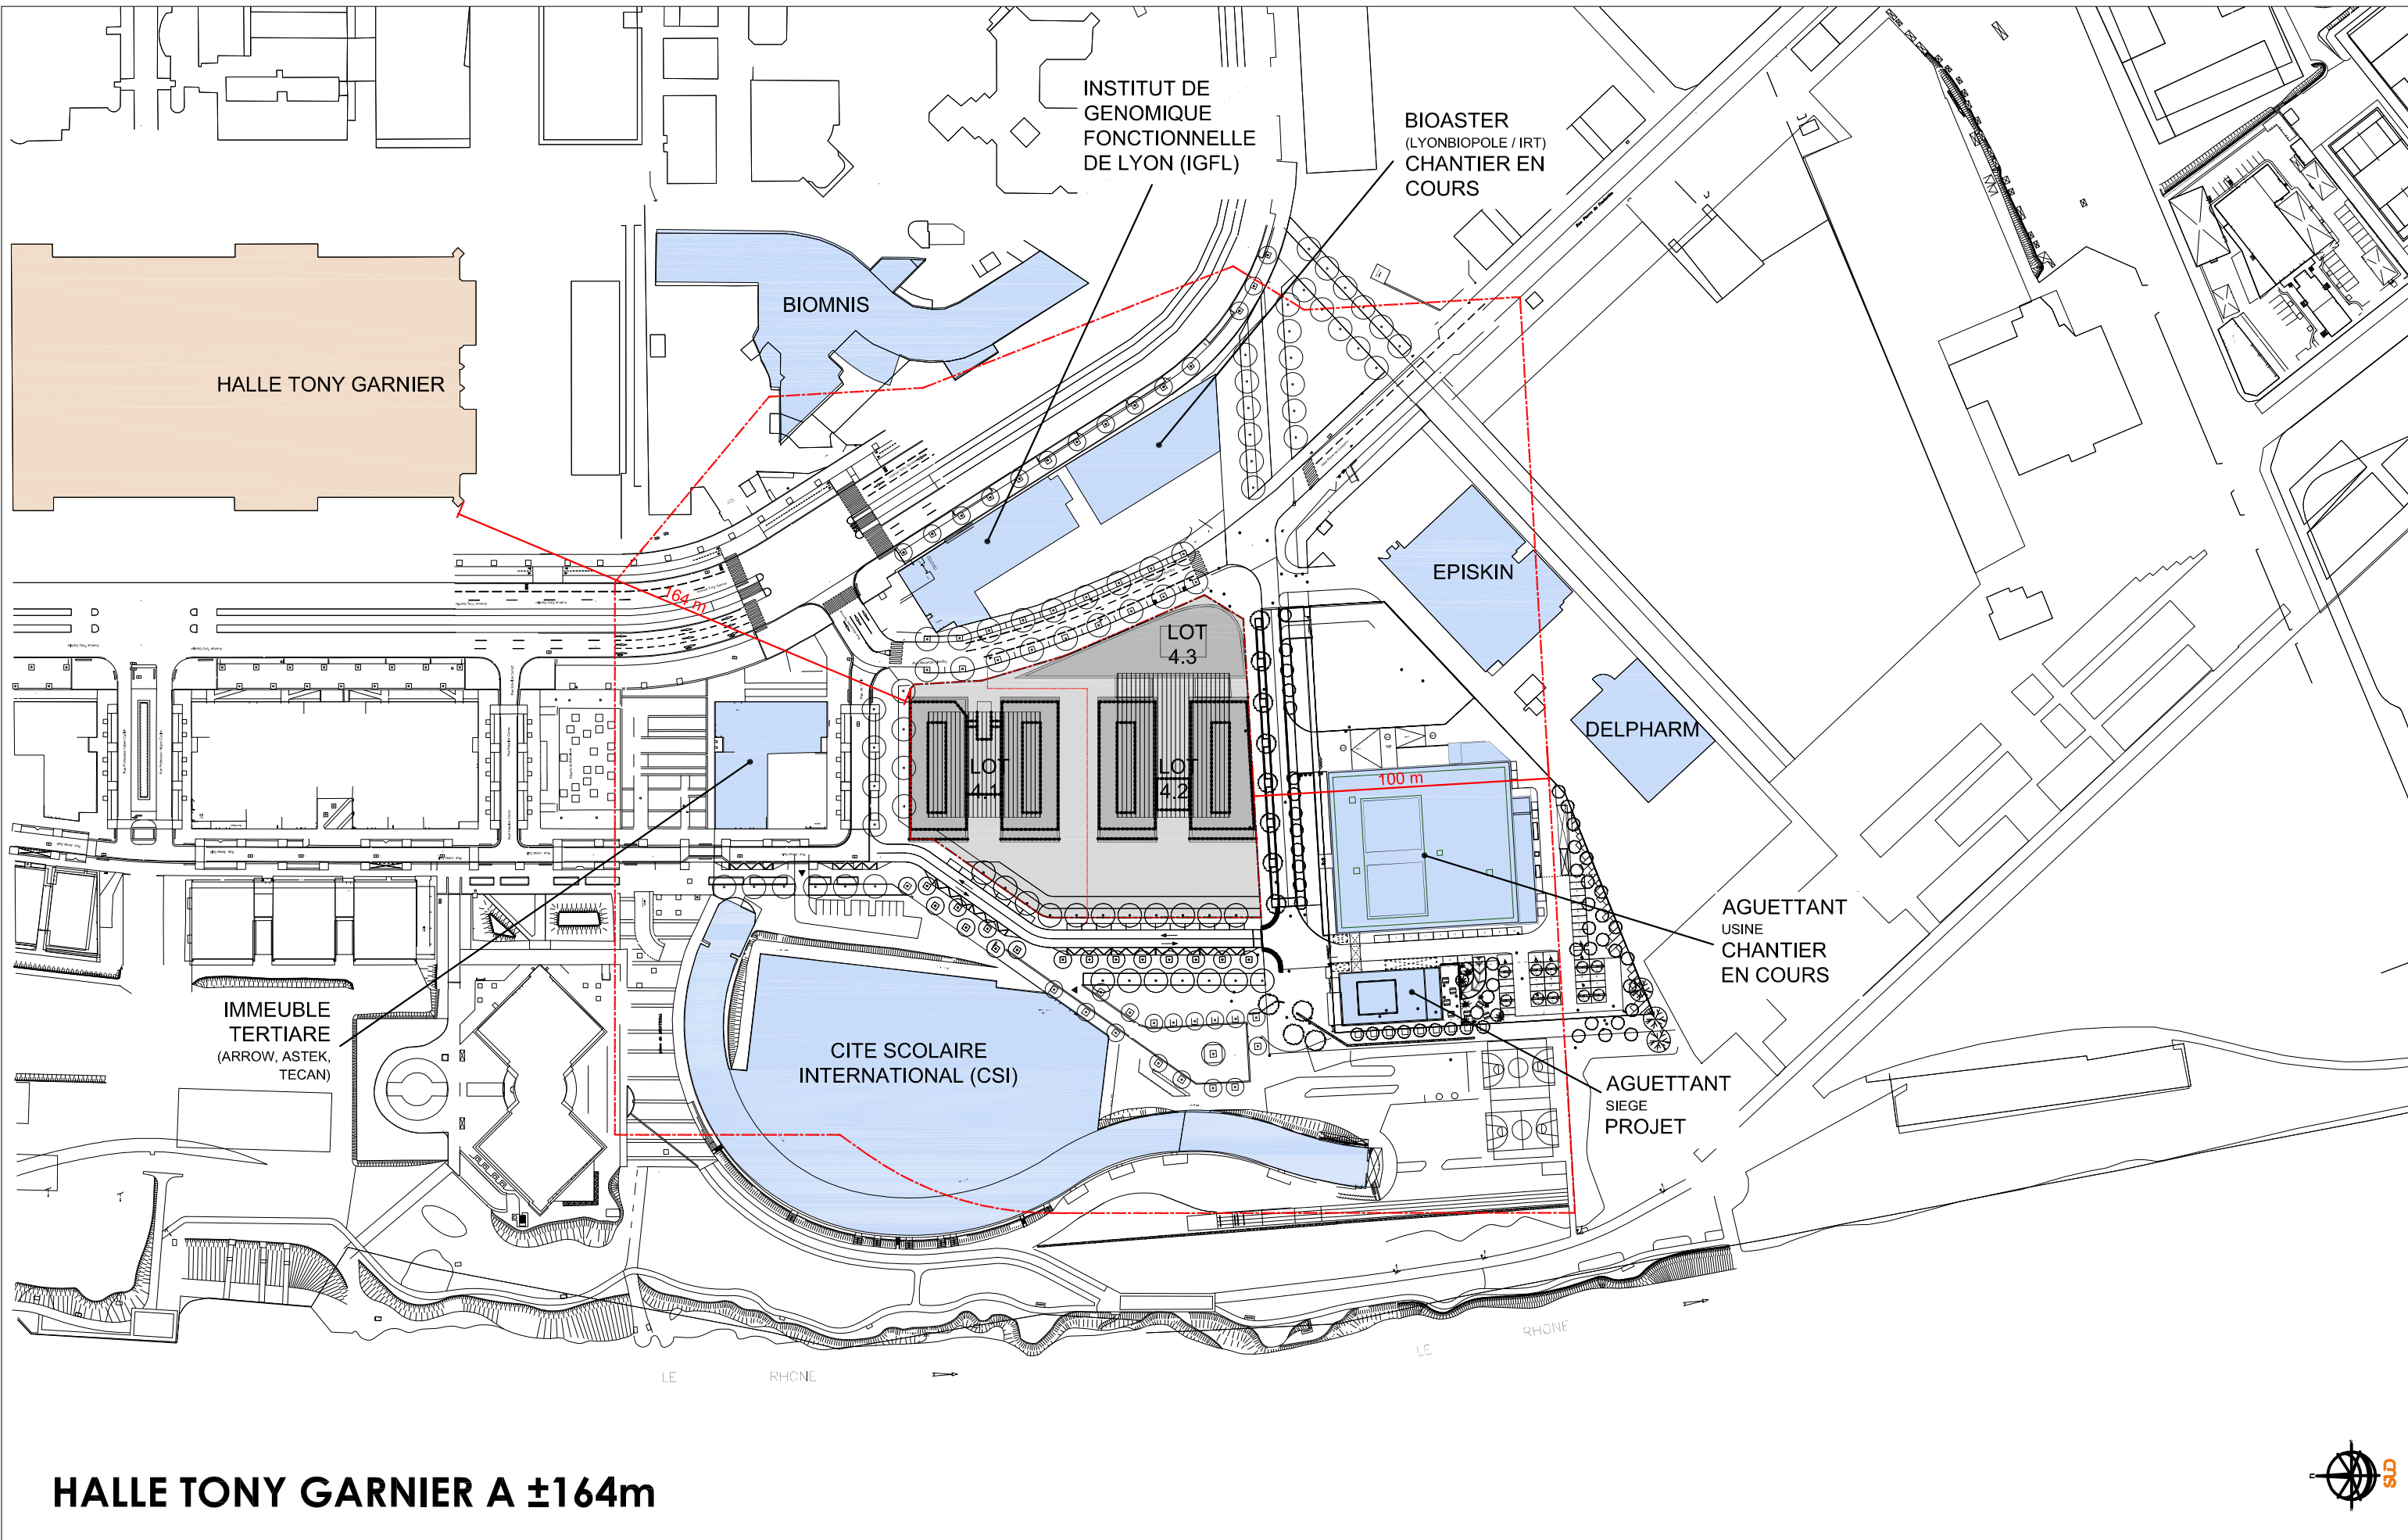 INSTITUT DE
GENOMIQUE
FONCTIONNELLE
DE LYON (IGFL)
BIOASTER
(LYONBIOPOLE / IRT)
CHANTIER EN
COURS
BIOMNIS
HALLE TONY GARNIER
164 m
EPISKIN
LOT
4.3
DELPHARM
LOT
4.1
LOT
4.2
100 m
AGUETTANT
USINE
CHANTIER
EN COURS
IMMEUBLE
TERTIARE
(ARROW, ASTEK,
TECAN)
CITE SCOLAIRE
INTERNATIONAL (CSI)
AGUETTANT
SIEGE
PROJET
LE RHONE
LE RHONE
HALLE TONY GARNIER A ±164m
SUD